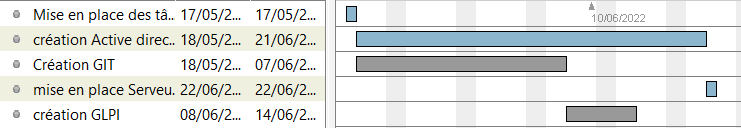 Mise en place des tâ... 17/05/2... 17/05/2...
10/06/2022
création Active direc... 18/05/2... 21/06/2...
Création GIT 18/05/2... 07/06/2...
mise en place Serveu... 22/06/2... 22/06/2...
création GLPI 08/06/2... 14/06/2...